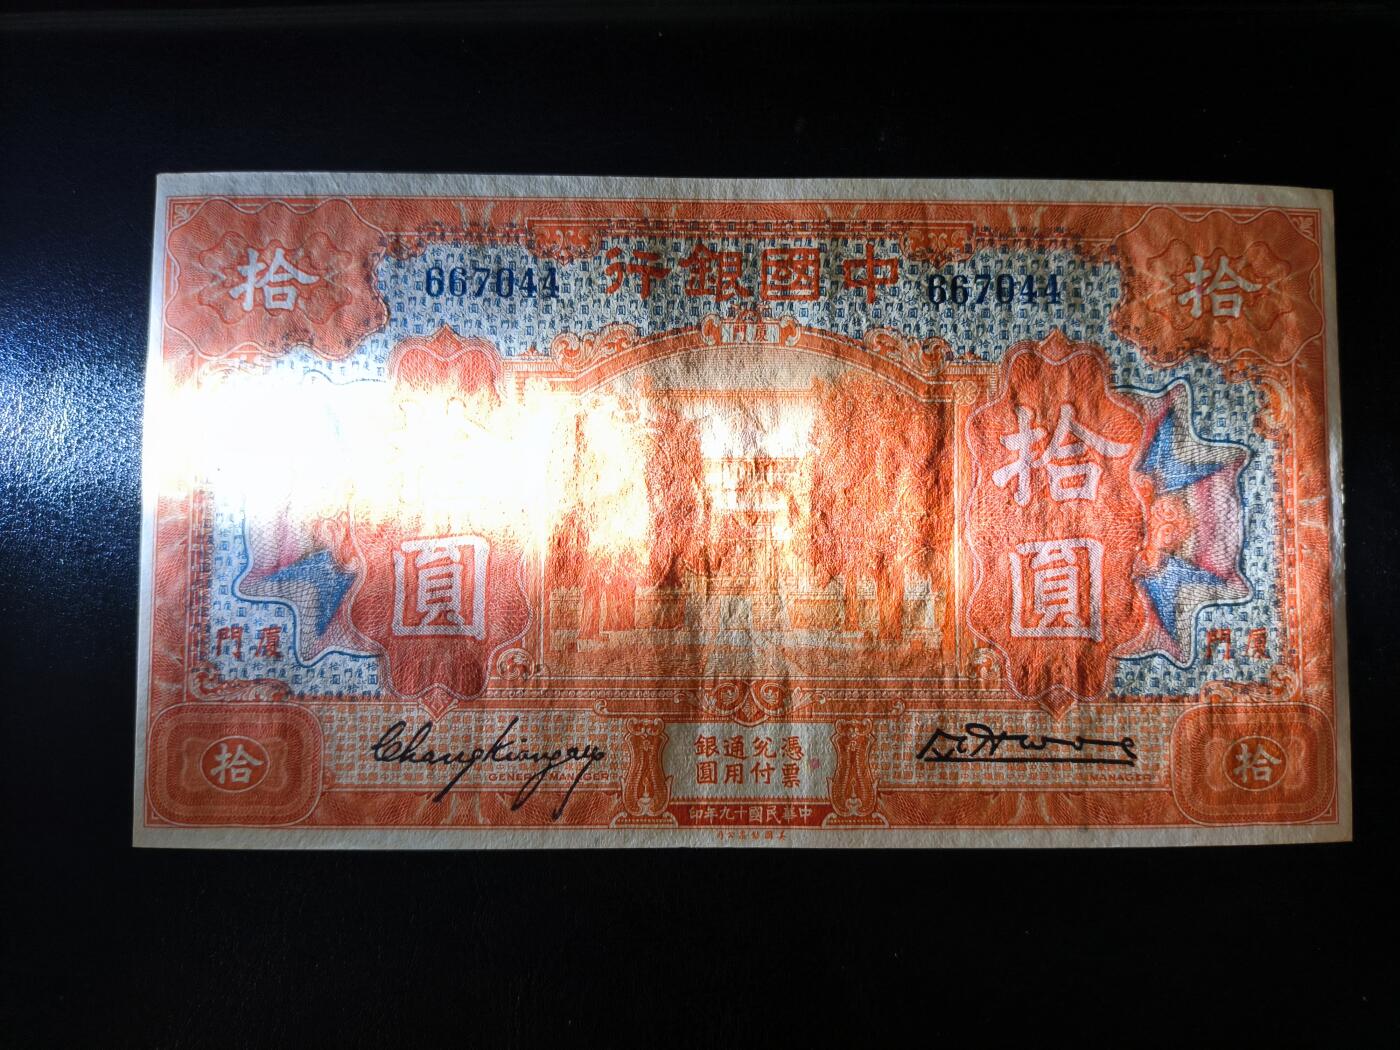 拾 拾
667044 中國銀行 667044
廈門
拾圓
圓
廈門 廈門
Changkiangau
GENERAL MANAGER
憑票
兌付
通用
銀圓
MANAGER
拾 拾
中華民國十九年印